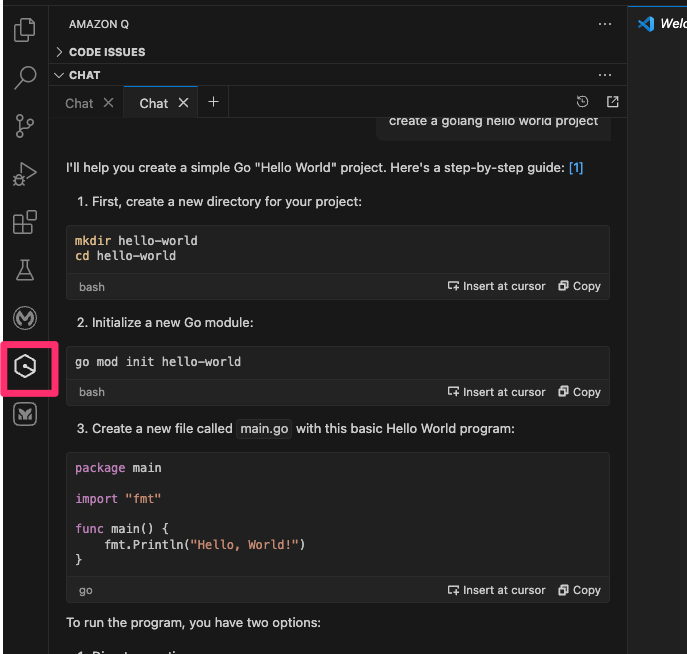 AMAZON Q
CODE ISSUES
CHAT
Chat
Chat
create a golang hello world project
I'll help you create a simple Go "Hello World" project. Here's a step-by-step guide: [1]
1. First, create a new directory for your project:
mkdir hello-world
cd hello-world
bash
Insert at cursor
Copy
2. Initialize a new Go module:
go mod init hello-world
bash
Insert at cursor
Copy
3. Create a new file called main.go with this basic Hello World program:
package main
import "fmt"
func main() {
    fmt.Println("Hello, World!")
}
go
Insert at cursor
Copy
To run the program, you have two options: